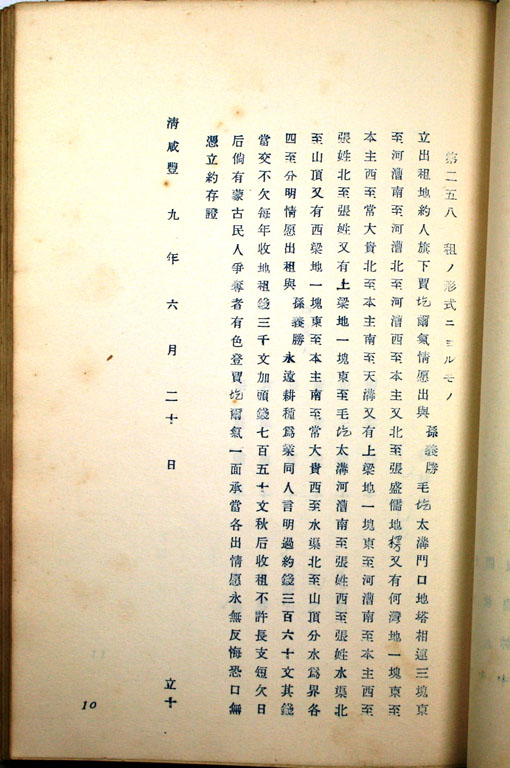 第二五八　租ノ形式ニヨルモノ
立出租地約人旗下買圪爾氣情愿出與　孫義勝　毛圪太溝門口地塔相連三塊東
至河漕南至河漕北至河漕西至本主又北至張盛儒地楞又有何灣地一塊東至
本主西至常大貴北至本主南至天溝又有上梁地一塊東至河漕南至本主西至
張姓北至張姓又有上梁地一塊東至毛圪太溝河漕南至張姓西至張姓水渠北
至山頂又有西梁地一塊東至本主南至常大貴西至水渠北至山頂分水爲界各
四至分明情愿出租與　孫義勝　永遠耕種爲業同人言明過約錢三百六十文其錢
當交不欠每年收地租錢三千文加頭錢七百五十文秋后收租不許長支短欠日
后倘有蒙古民人爭奪者有色登買圪爾氣一面承當各出情愿永無反悔恐口無
憑立約存證
清咸豐　九　年　六　月　二　十　日　立十
10